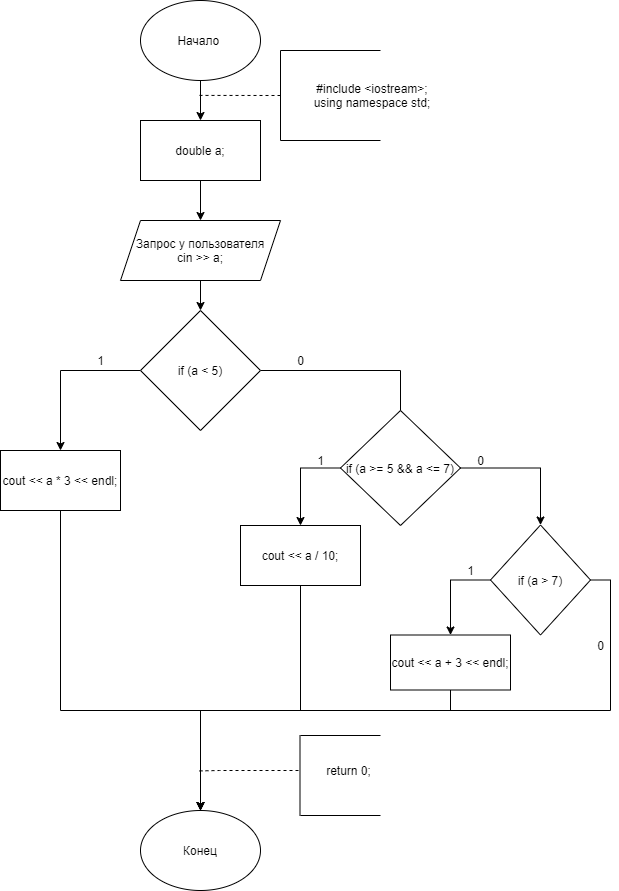 Начало
#include <iostream>;
using namespace std;
double a;
Запрос у пользователя
cin >> a;
1
if (a < 5)
0
cout << a * 3 << endl;
1
if (a >= 5 && a <= 7)
0
cout << a / 10;
1
if (a > 7)
0
cout << a + 3 << endl;
return 0;
Конец